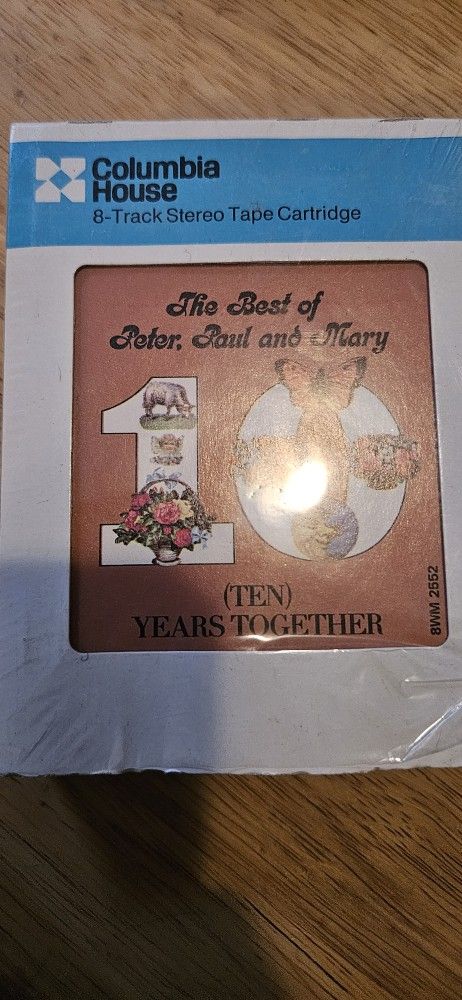 Columbia
House
8-Track Stereo Tape Cartridge
The Best of
Peter, Paul and Mary
10
(TEN)
YEARS TOGETHER
8WM 2552